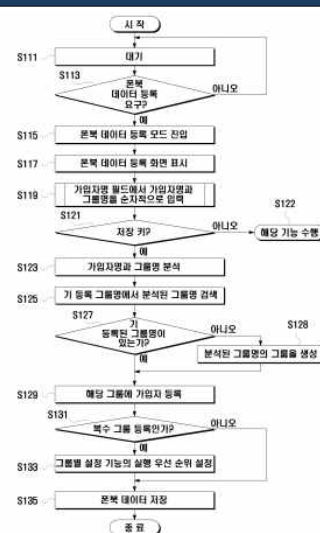 시 작
S111
대기
S113
폰북
데이터 등록
요구?
아니오
예
S115
폰북 데이터 등록 모드 진입
S117
폰북 데이터 등록 화면 표시
S119
가입자명 필드에서 가입자명과
그룹명을 순차적으로 입력
S121
저장 키?
아니오
S122
해당 기능 수행
예
S123
가입자명과 그룹명 분석
S125
기 등록 그룹명에서 분석된 그룹명 검색
S127
기
등록된 그룹명이
있는가?
아니오
S128
분석된 그룹명의 그룹을 생성
예
S129
해당 그룹에 가입자 등록
S131
복수 그룹 등록인가?
아니오
예
S133
그룹별 설정 기능의 실행 우선 순위 설정
S135
폰북 데이터 저장
종 료